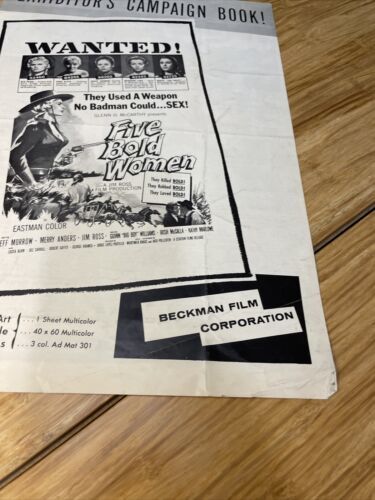 EXHIBITOR'S CAMPAIGN BOOK!
WANTED!
They Used A Weapon
No Badman Could...SEX!
GLENN H. McCARTHY presents
Five
Bold
Women
A JIM ROSS
FILM PRODUCTION
They Killed BOLD!
They Robbed BOLD!
They Loved BOLD!
EASTMAN COLOR
EFF MORROW · MERRY ANDERS · JIM ROSS · GUINN "BIG BOY" WILLIAMS · IRISH McCALLA · KATHY MARLOWE
Art ... 1 Sheet Multicolor
le ... 40 x 60 Multicolor
s ... 3 col. Ad Mat 301
BECKMAN FILM
CORPORATION